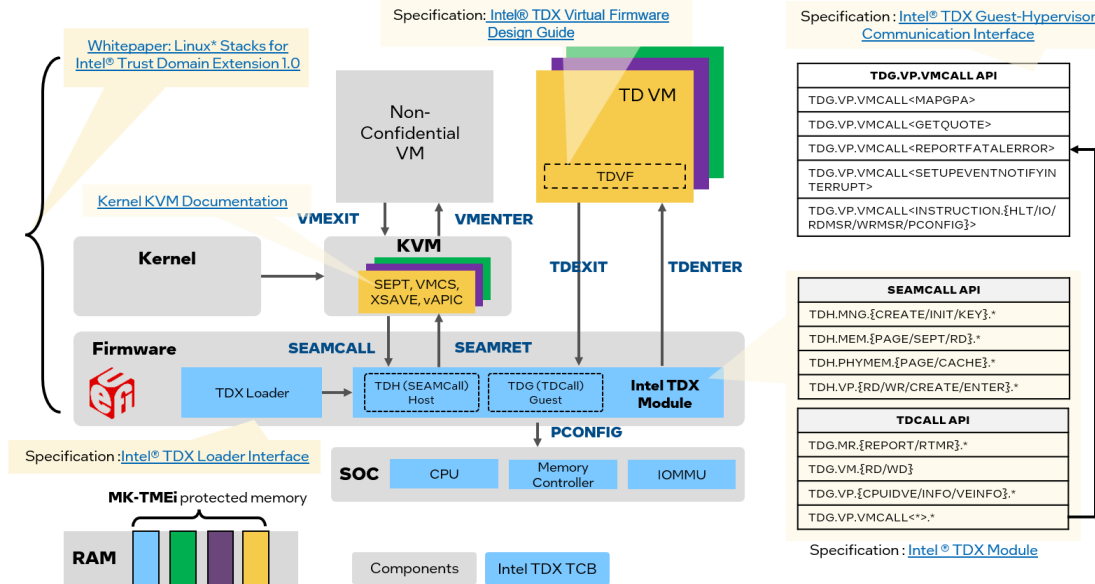 Specification: Intel® TDX Virtual Firmware
Design Guide
Specification : Intel® TDX Guest-Hypervisor
Communication Interface
Whitepaper: Linux* Stacks for
Intel® Trust Domain Extension 1.0
Non-
Confidential
VM
TD VM
TDVF
TDG.VP.VMCALL API
TDG.VP.VMCALL<MAPGPA>
TDG.VP.VMCALL<GETQUOTE>
TDG.VP.VMCALL<REPORTFATALERROR>
TDG.VP.VMCALL<SETUPEVENTNOTIFYIN
TERRUPT>
TDG.VP.VMCALL<INSTRUCTION.{HLT/IO/
RDMSR/WRMSR/PCONFIG}>
Kernel KVM Documentation
VMEXIT
VMENTER
Kernel
KVM
SEPT, VMCS,
XSAVE, vAPIC
TDEXIT
TDENTER
SEAMCALL
SEAMRET
Firmware
UEFI
TDX Loader
TDH (SEAMCall)
Host
TDG (TDCall)
Guest
Intel TDX
Module
SEAMCALL API
TDH.MNG.{CREATE/INIT/KEY}.*
TDH.MEM.{PAGE/SEPT/RD}.*
TDH.PHYMEM.{PAGE/CACHE}.*
TDH.VP.{RD/WR/CREATE/ENTER}.*
TDCALL API
TDG.MR.{REPORT/RTMR}.*
TDG.VM.{RD/WD}
TDG.VP.{CPUIDVE/INFO/VEINFO}.*
TDG.VP.VMCALL<*>.*
Specification : Intel ® TDX Module
PCONFIG
Specification :Intel® TDX Loader Interface
SOC
CPU
Memory
Controller
IOMMU
MK-TMEi protected memory
RAM
Components
Intel TDX TCB